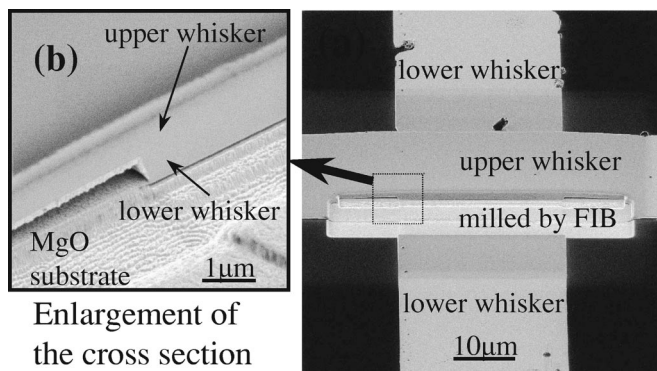 (b)
upper whisker
lower whisker
MgO
substrate
1μm
Enlargement of
the cross section
lower whisker
upper whisker
milled by FIB
lower whisker
10μm